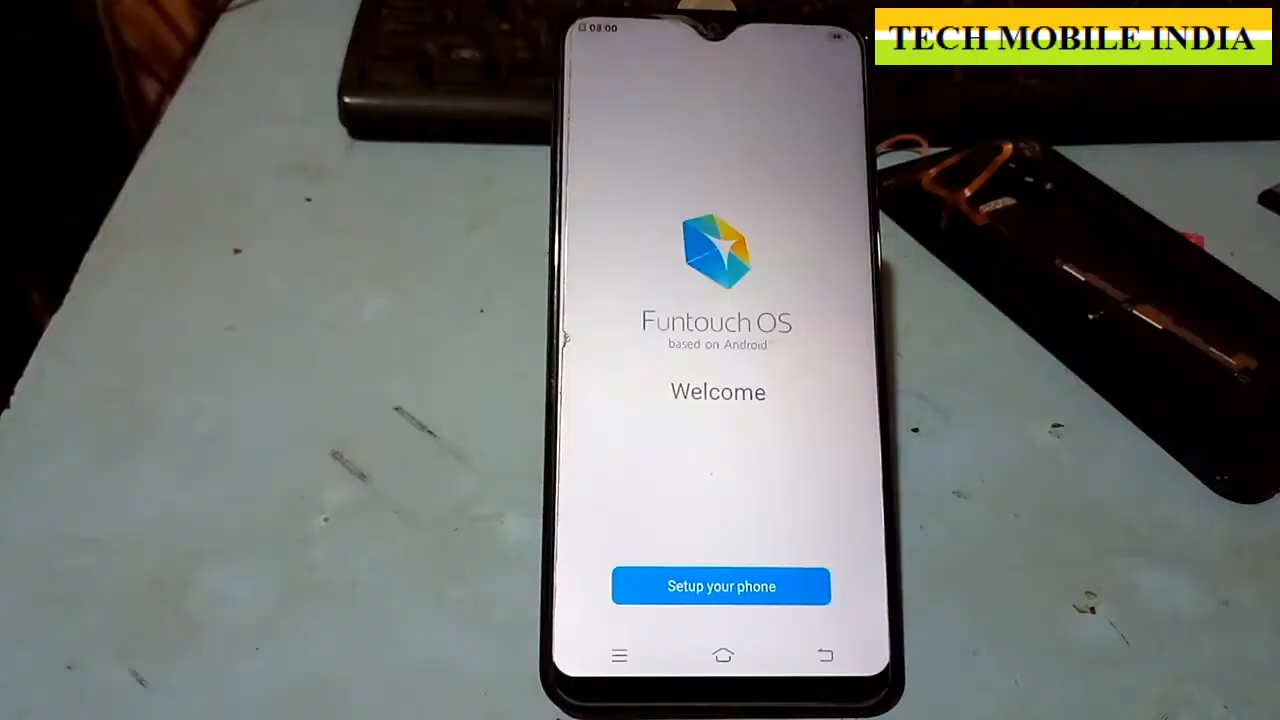 08:00
TECH MOBILE INDIA
Funtouch OS
based on Android
Welcome
Setup your phone